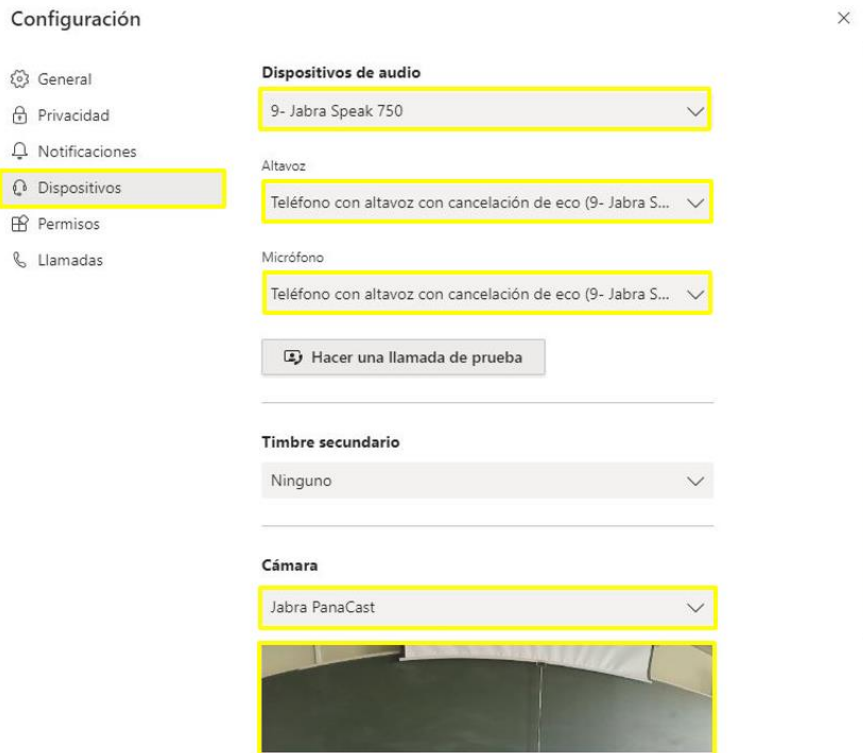 Configuración
General
Privacidad
Notificaciones
Dispositivos
Permisos
Llamadas
Dispositivos de audio
9- Jabra Speak 750
Altavoz
Teléfono con altavoz con cancelación de eco (9- Jabra S...
Micrófono
Teléfono con altavoz con cancelación de eco (9- Jabra S...
Hacer una llamada de prueba
Timbre secundario
Ninguno
Cámara
Jabra PanaCast